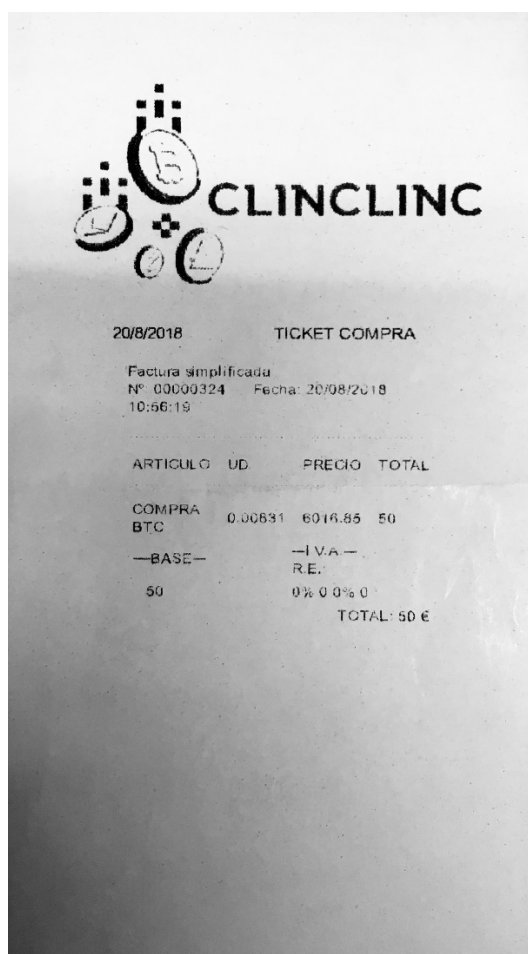 CLINCLINC
20/8/2018 TICKET COMPRA
Factura simplificada
Nº 00000324 Fecha: 20/08/2018
10:56:19
ARTICULO UD PRECIO TOTAL
COMPRA
BTC 0.00831 6016.85 50
—BASE— —I.V.A.—
R.E.
50 0% 0 0% 0
TOTAL: 50 €